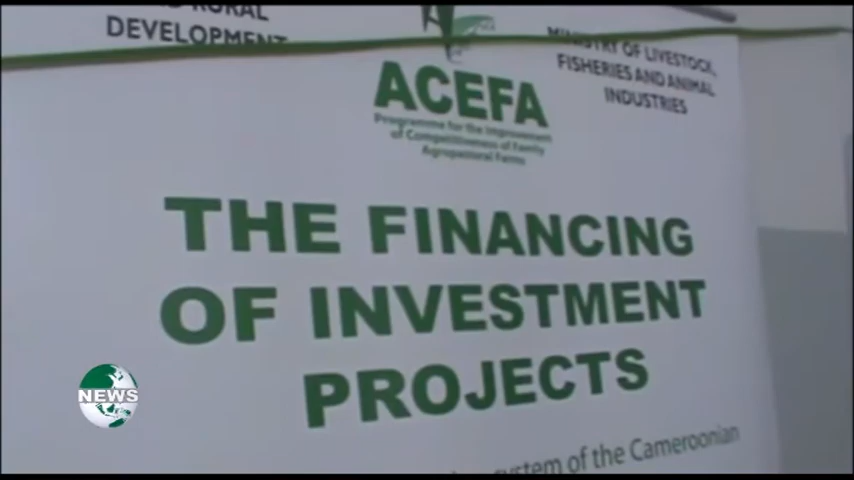 RURAL
DEVELOPMENT
MINISTRY OF LIVESTOCK,
FISHERIES AND ANIMAL
INDUSTRIES
ACEFA
Programme for the Improvement
of Competitiveness of Family
Agropastoral Farms
THE FINANCING
OF INVESTMENT
PROJECTS
system of the Cameroonian
NEWS